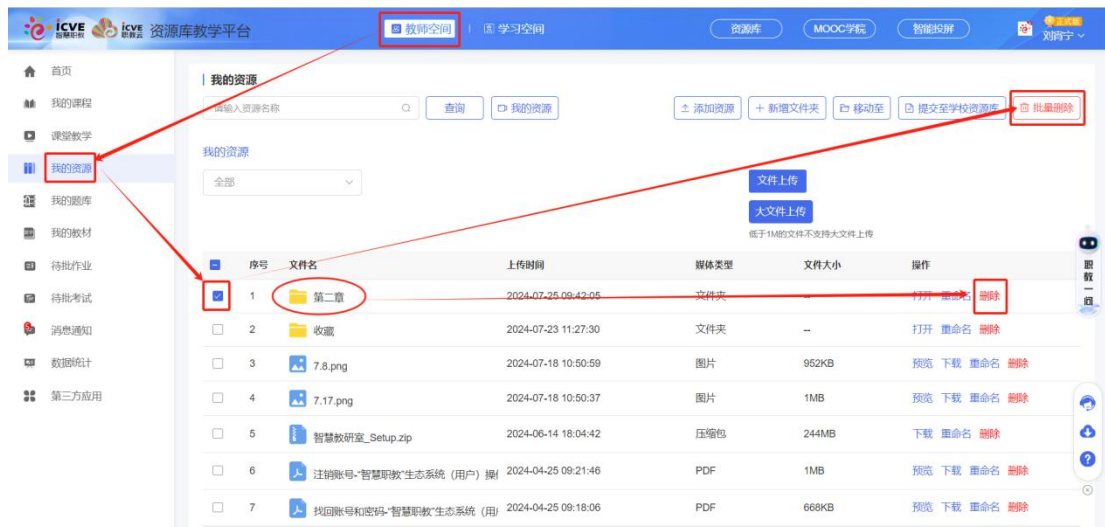 icve 智慧职教 icve 职教云 资源库教学平台 教师空间 学习空间 资源库 MOOC学院 智能投屏 正式版
首页
我的课程
课堂教学
我的资源
我的题库
我的教材
待批作业
待批考试
消息通知
数据统计
第三方应用
我的资源
请输入资源名称 查询 我的资源 添加资源 新增文件夹 移动至 提交至学校资源库 批量删除
我的资源
全部
文件上传
大文件上传
低于1M的文件不支持大文件上传
序号 文件名 上传时间 媒体类型 文件大小 操作
1 第二章 2024-07-25 09:42:05 文件夹 -- 打开 重命名 删除
2 收藏 2024-07-23 11:27:30 文件夹 -- 打开 重命名 删除
3 7.8.png 2024-07-18 10:50:59 图片 952KB 预览 下载 重命名 删除
4 7.17.png 2024-07-18 10:50:37 图片 1MB 预览 下载 重命名 删除
5 智慧教研室_Setup.zip 2024-06-14 18:04:42 压缩包 244MB 下载 重命名 删除
6 注销账号-“智慧职教”生态系统（用户）操 2024-04-25 09:21:46 PDF 1MB 预览 下载 重命名 删除
7 找回账号和密码-“智慧职教”生态系统（用 2024-04-25 09:18:06 PDF 668KB 预览 下载 重命名 删除
职教一问